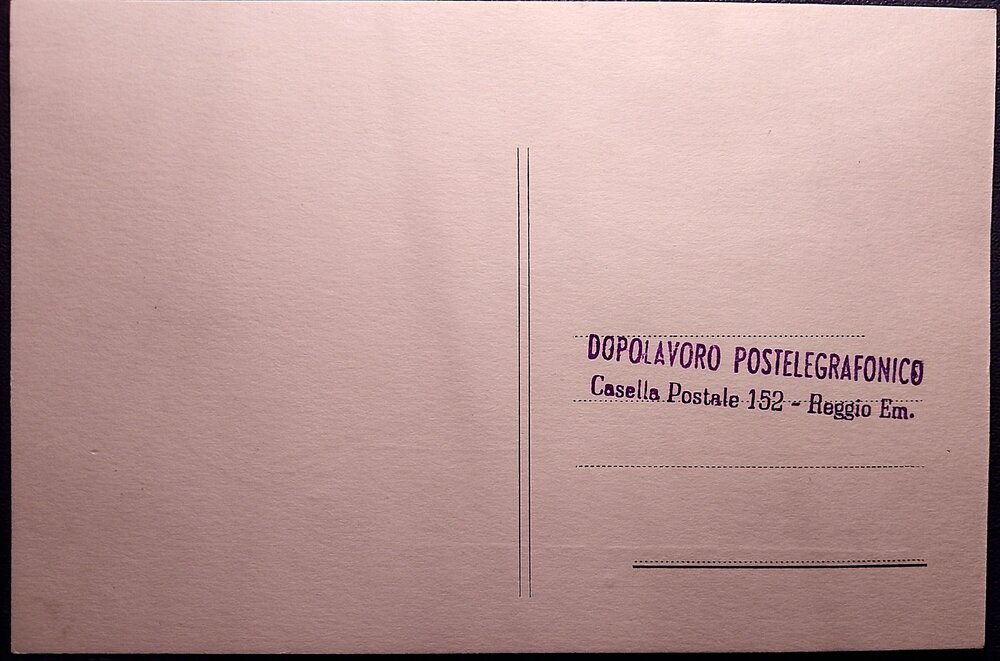 DOPOLAVORO POSTELEGRAFONICO
Casella Postale 152 - Reggio Em.